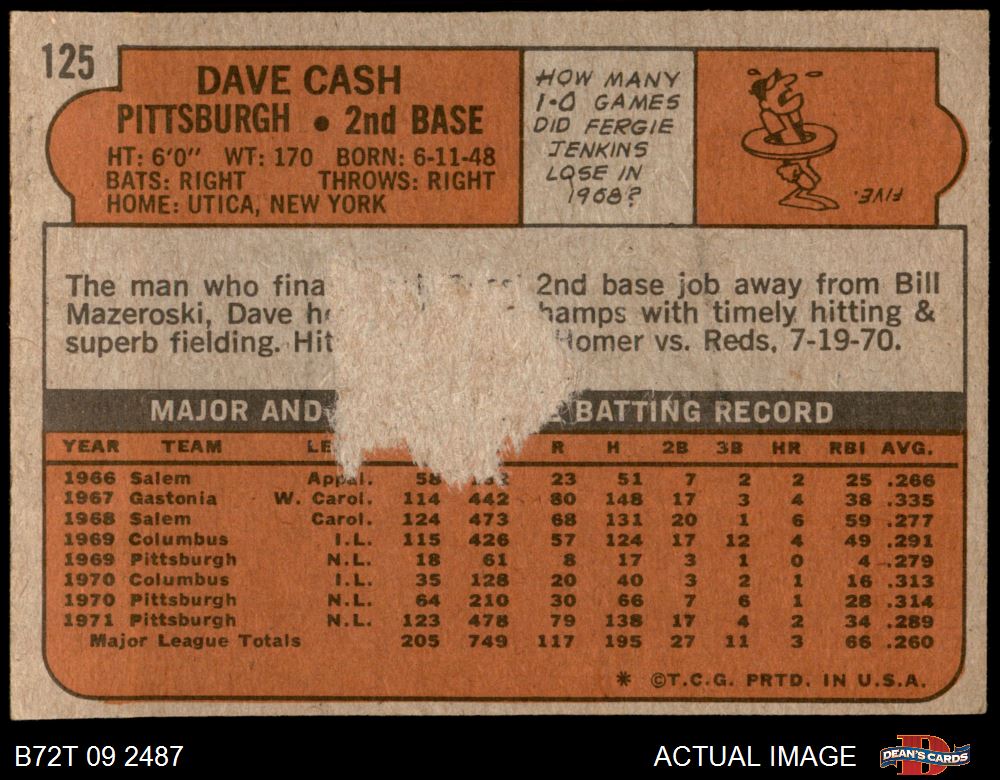 125
DAVE CASH
PITTSBURGH • 2nd BASE
HT: 6'0" WT: 170 BORN: 6-11-48
BATS: RIGHT THROWS: RIGHT
HOME: UTICA, NEW YORK
HOW MANY
1-0 GAMES
DID FERGIE
JENKINS
LOSE IN
1968?
FIVE.
The man who 2nd base job away from Bill
Mazeroski, Dave with timely hitting &
superb fielding. Hit Homer vs. Reds, 7-19-70.
MAJOR AND BATTING RECORD
YEAR TEAM R H 2B 3B HR RBI AVG.
1966 Salem Appal. 58 23 51 7 2 2 25 .266
1967 Gastonia W. Carol. 114 442 80 148 17 3 4 38 .335
1968 Salem Carol. 124 473 68 131 20 1 6 59 .277
1969 Columbus I.L. 115 426 57 124 17 12 4 49 .291
1969 Pittsburgh N.L. 18 61 8 17 3 1 0 4 .279
1970 Columbus I.L. 35 128 20 40 3 2 1 16 .313
1970 Pittsburgh N.L. 64 210 30 66 7 6 1 28 .314
1971 Pittsburgh N.L. 123 478 79 138 17 4 2 34 .289
Major League Totals 205 749 117 195 27 11 3 66 .260
* ©T.C.G. PRTD. IN U.S.A.
B72T 09 2487
ACTUAL IMAGE
DEAN'S CARDS